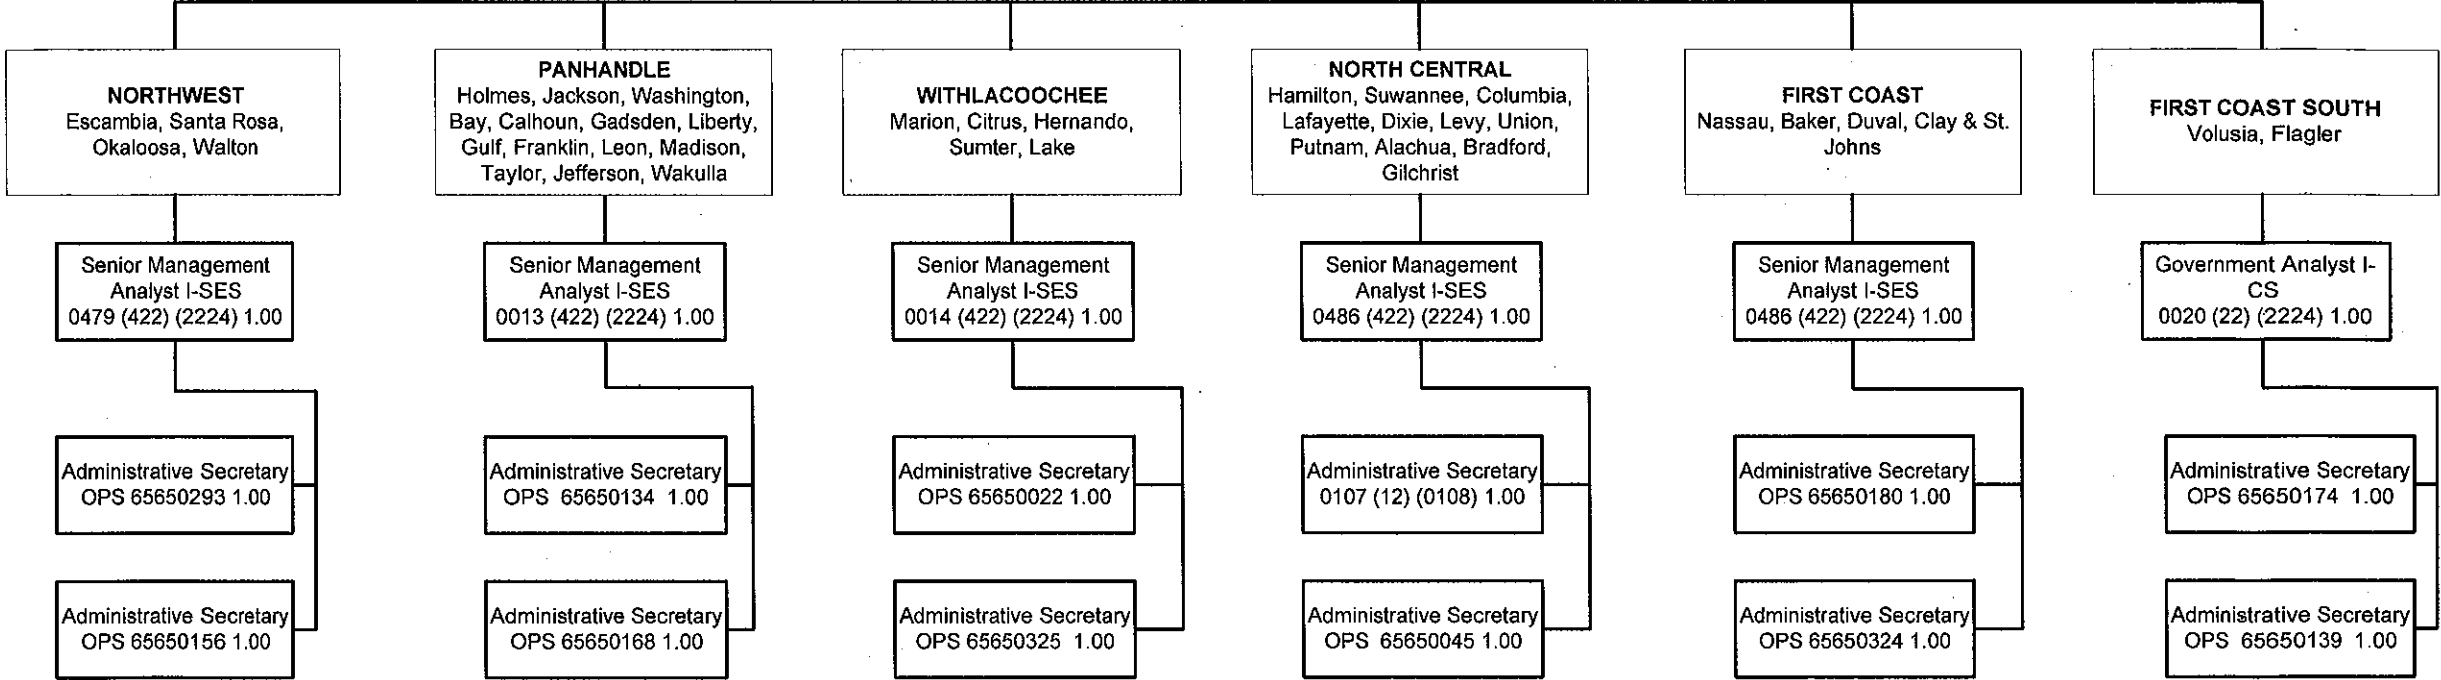 NORTHWEST
Escambia, Santa Rosa,
Okaloosa, Walton
PANHANDLE
Holmes, Jackson, Washington,
Bay, Calhoun, Gadsden, Liberty,
Gulf, Franklin, Leon, Madison,
Taylor, Jefferson, Wakulla
WITHLACOOCHEE
Marion, Citrus, Hernando,
Sumter, Lake
NORTH CENTRAL
Hamilton, Suwannee, Columbia,
Lafayette, Dixie, Levy, Union,
Putnam, Alachua, Bradford,
Gilchrist
FIRST COAST
Nassau, Baker, Duval, Clay & St.
Johns
FIRST COAST SOUTH
Volusia, Flagler
Senior Management
Analyst I-SES
0479 (422) (2224) 1.00
Senior Management
Analyst I-SES
0013 (422) (2224) 1.00
Senior Management
Analyst I-SES
0014 (422) (2224) 1.00
Senior Management
Analyst I-SES
0486 (422) (2224) 1.00
Senior Management
Analyst I-SES
0486 (422) (2224) 1.00
Government Analyst I-
CS
0020 (22) (2224) 1.00
Administrative Secretary
OPS 65650293 1.00
Administrative Secretary
OPS 65650134 1.00
Administrative Secretary
OPS 65650022 1.00
Administrative Secretary
0107 (12) (0108) 1.00
Administrative Secretary
OPS 65650180 1.00
Administrative Secretary
OPS 65650174 1.00
Administrative Secretary
OPS 65650156 1.00
Administrative Secretary
OPS 65650168 1.00
Administrative Secretary
OPS 65650325 1.00
Administrative Secretary
OPS 65650045 1.00
Administrative Secretary
OPS 65650324 1.00
Administrative Secretary
OPS 65650139 1.00